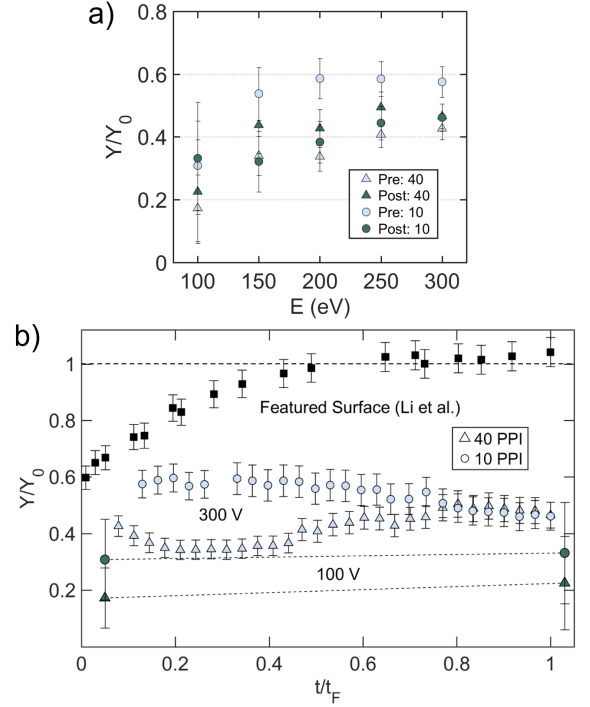 a)
Y/Y0
0.8
0.6
0.4
0.2
0
Pre: 40
Post: 40
Pre: 10
Post: 10
100 150 200 250 300
E (eV)
b)
Y/Y0
1
0.8
0.6
0.4
0.2
Featured Surface (Li et al.)
40 PPI
10 PPI
300 V
100 V
0 0.2 0.4 0.6 0.8 1
t/tF